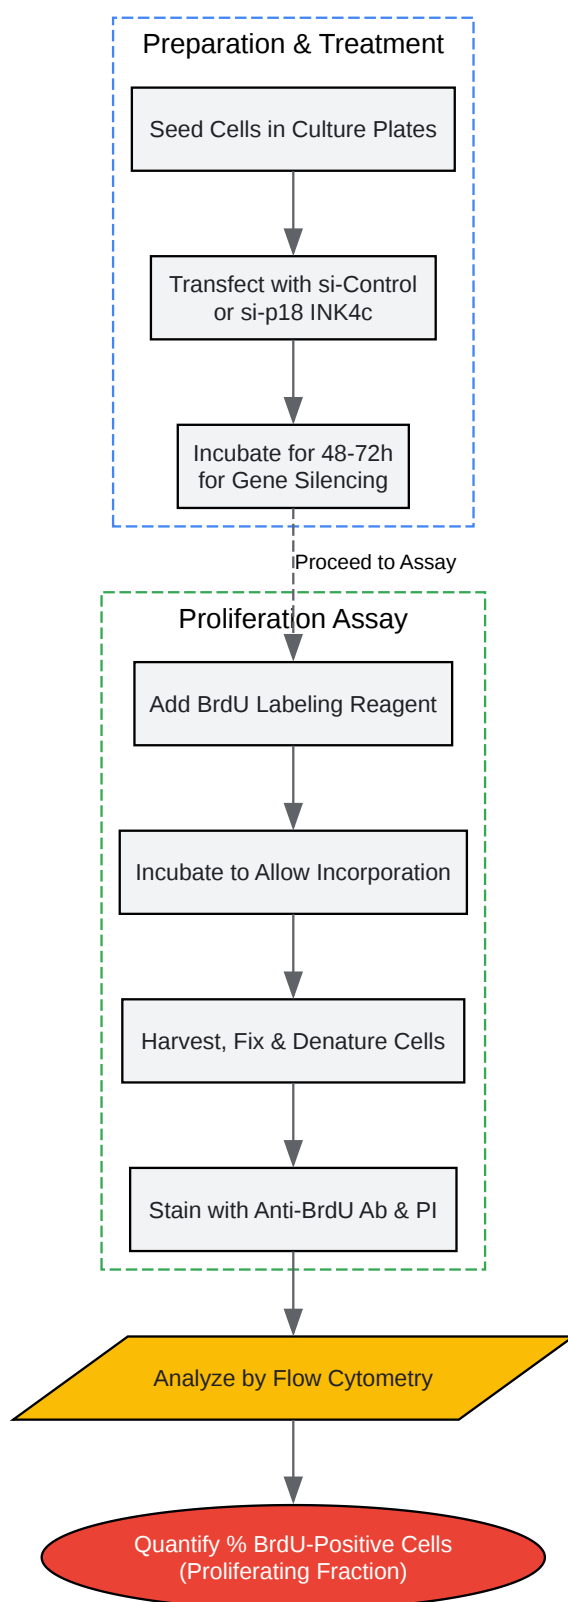 Preparation & Treatment
Seed Cells in Culture Plates
Transfect with si-Control
or si-p18 INK4c
Incubate for 48-72h
for Gene Silencing
Proceed to Assay
Proliferation Assay
Add BrdU Labeling Reagent
Incubate to Allow Incorporation
Harvest, Fix & Denature Cells
Stain with Anti-BrdU Ab & PI
Analyze by Flow Cytometry
Quantify % BrdU-Positive Cells
(Proliferating Fraction)